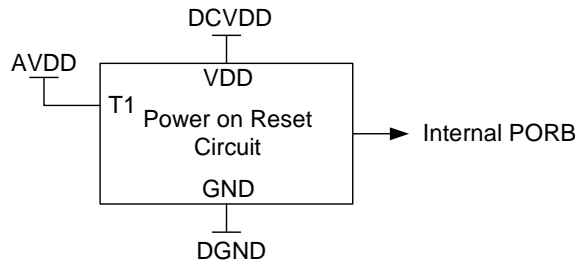 DCVDD
AVDD
VDD
T1
Power on Reset
Circuit
Internal PORB
GND
DGND